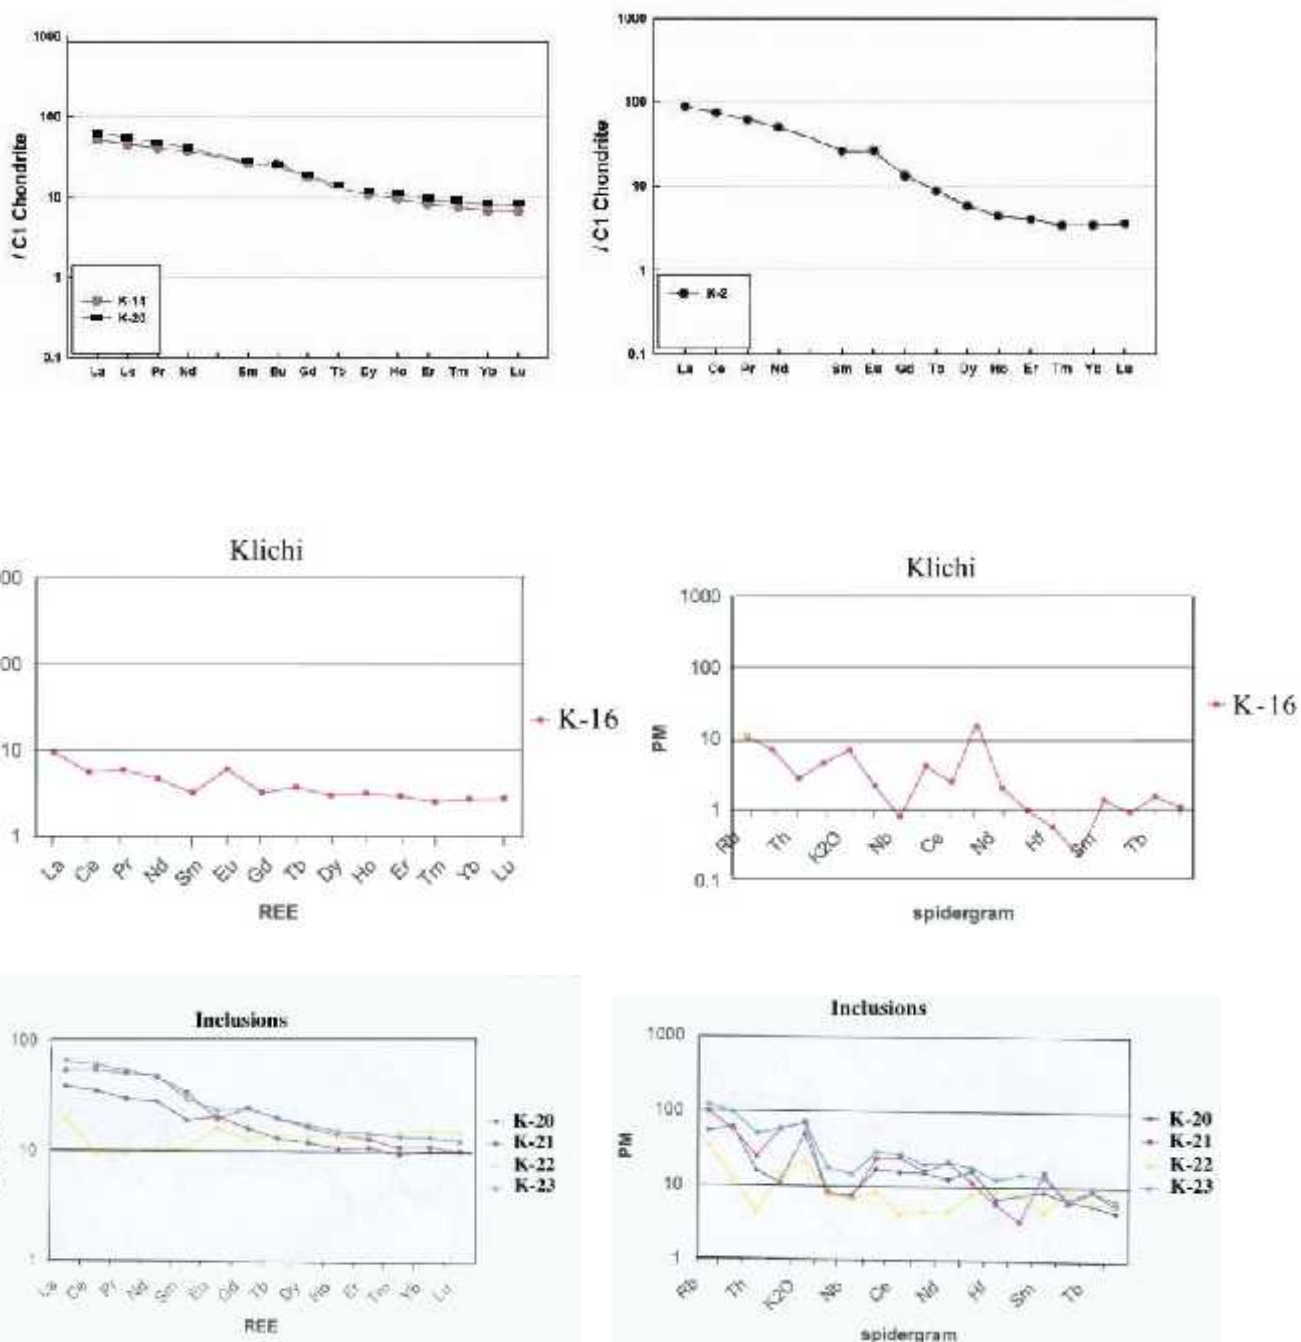 1000
100
10
1
0.1
/ C1 Chondrite
K-20
La Pr Nd Sm Eu Gd Tb Dy Ho Er Tm Yb Lu
1000
100
10
1
0.1
/ C1 Chondrite
K-2
La Ce Pr Nd Sm Eu Gd Tb Dy Ho Er Tm Yb Lu
Klichi
00
00
10
1
La Ce Pr Nd Sm Eu Gd Tb Dy Ho Er Tm Yb Lu
REE
K-16
Klichi
1000
100
10
1
0.1
PM
Rb Th K2O Nb Ce Nd Hf Sm Tb
spidergram
K-16
Inclusions
100
10
1
La Ce Pr Nd Sm Eu Gd Tb Dy Ho Er Tm Yb Lu
REE
K-20
K-21
K-22
K-23
Inclusions
1000
100
10
1
PM
Rb Th K2O Nb Ce Nd Hf Sm Tb
spidergram
K-20
K-21
K-22
K-23